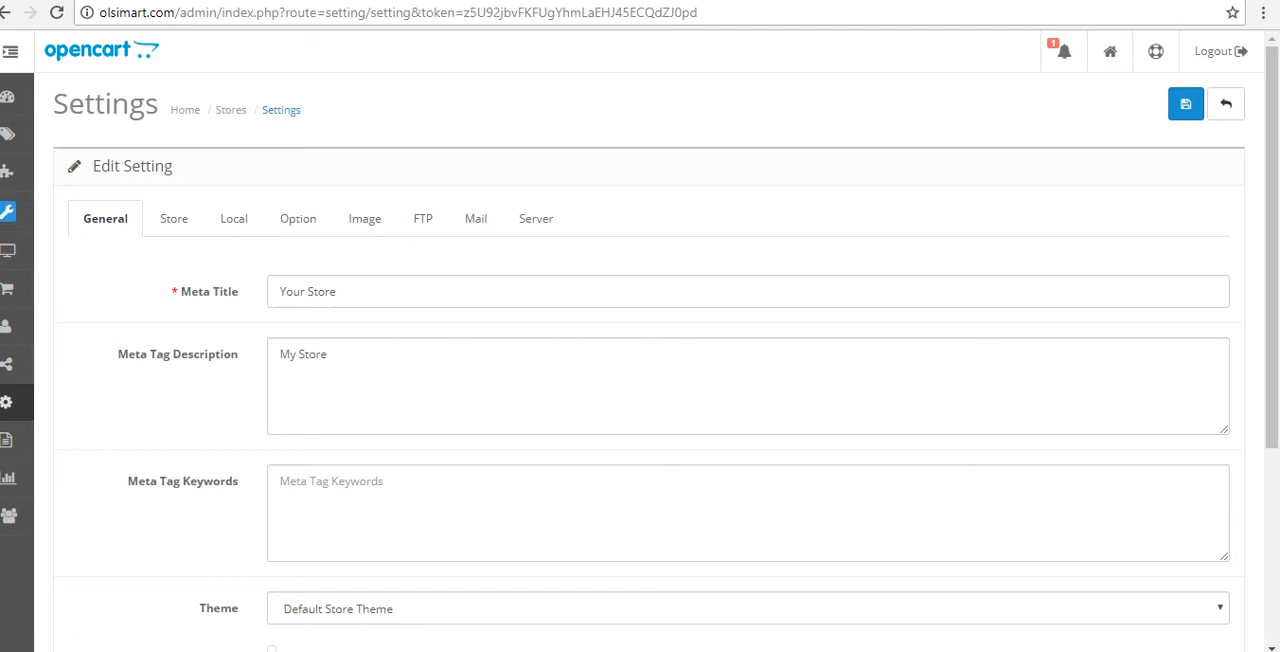 olsimart.com/admin/index.php?route=setting/setting&token=z5U92jbvFKFUgYhmLaEHJ45ECQdZJ0pd
opencart
1
Logout
Settings Home / Stores / Settings
Edit Setting
General Store Local Option Image FTP Mail Server
* Meta Title Your Store
Meta Tag Description My Store
Meta Tag Keywords Meta Tag Keywords
Theme Default Store Theme